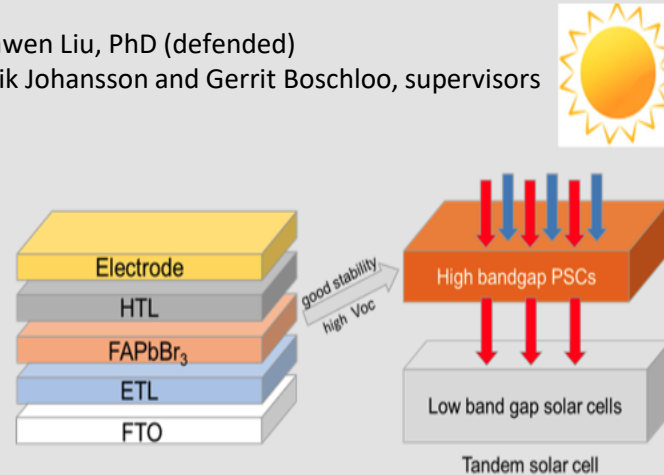 wen Liu, PhD (defended)
ik Johansson and Gerrit Boschloo, supervisors
Electrode
HTL
FAPbBr₃
ETL
FTO
good stability
high Voc
High bandgap PSCs
Low band gap solar cells
Tandem solar cell